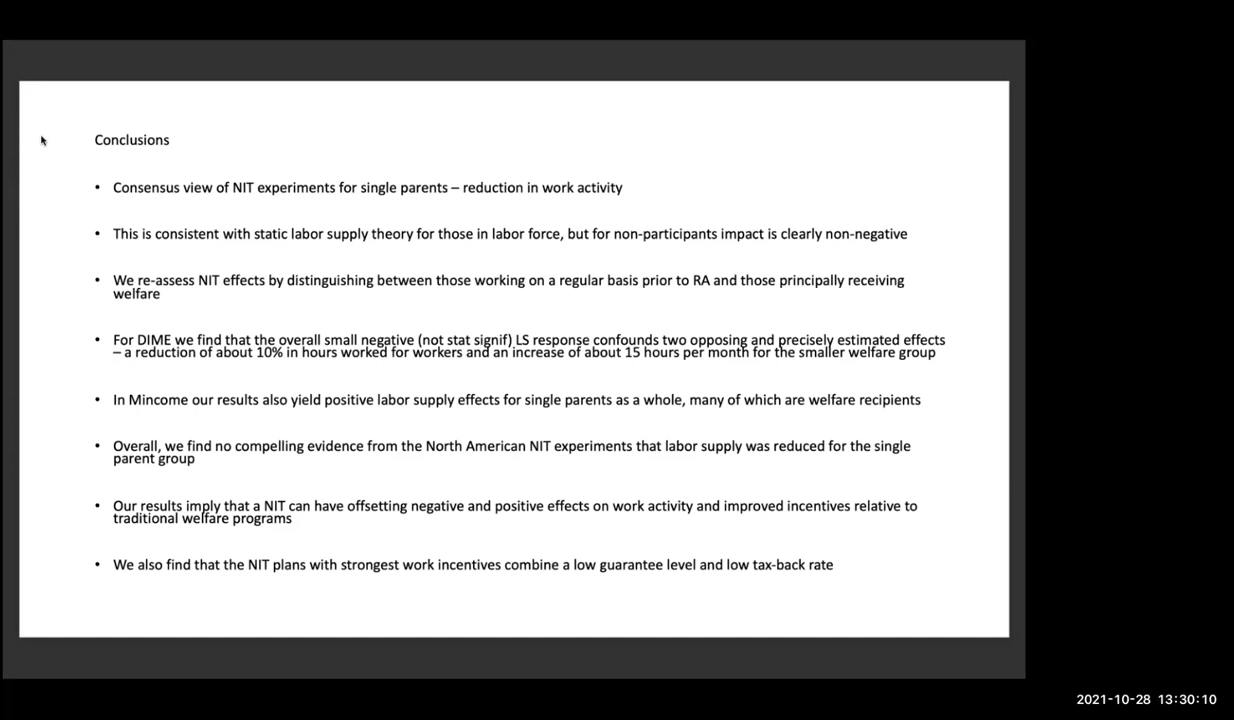 Conclusions
• Consensus view of NIT experiments for single parents – reduction in work activity
• This is consistent with static labor supply theory for those in labor force, but for non-participants impact is clearly non-negative
• We re-assess NIT effects by distinguishing between those working on a regular basis prior to RA and those principally receiving
welfare
• For DIME we find that the overall small negative (not stat signif) LS response confounds two opposing and precisely estimated effects
– a reduction of about 10% in hours worked for workers and an increase of about 15 hours per month for the smaller welfare group
• In Mincome our results also yield positive labor supply effects for single parents as a whole, many of which are welfare recipients
• Overall, we find no compelling evidence from the North American NIT experiments that labor supply was reduced for the single
parent group
• Our results imply that a NIT can have offsetting negative and positive effects on work activity and improved incentives relative to
traditional welfare programs
• We also find that the NIT plans with strongest work incentives combine a low guarantee level and low tax-back rate
2021-10-28 13:30:10